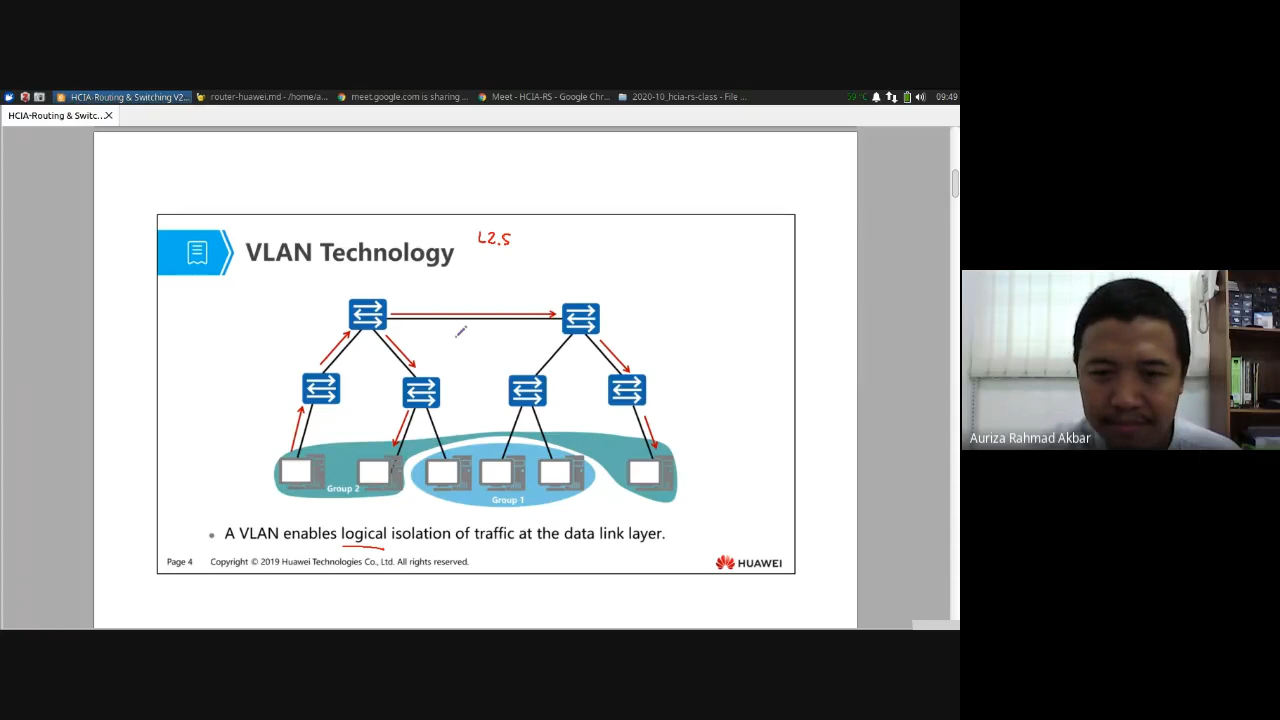 HCIA-Routing & Switching V2...
router-huawei.md - /home/a...
meet.google.com is sharing ...
Meet - HCIA-RS - Google Chr...
2020-10_hcia-rs-class - File ...
59 °C
09:49
HCIA-Routing & Switc...
VLAN Technology
L2.5
Group 2
Group 1
• A VLAN enables logical isolation of traffic at the data link layer.
Page 4
Copyright © 2019 Huawei Technologies Co., Ltd. All rights reserved.
HUAWEI
Auriza Rahmad Akbar